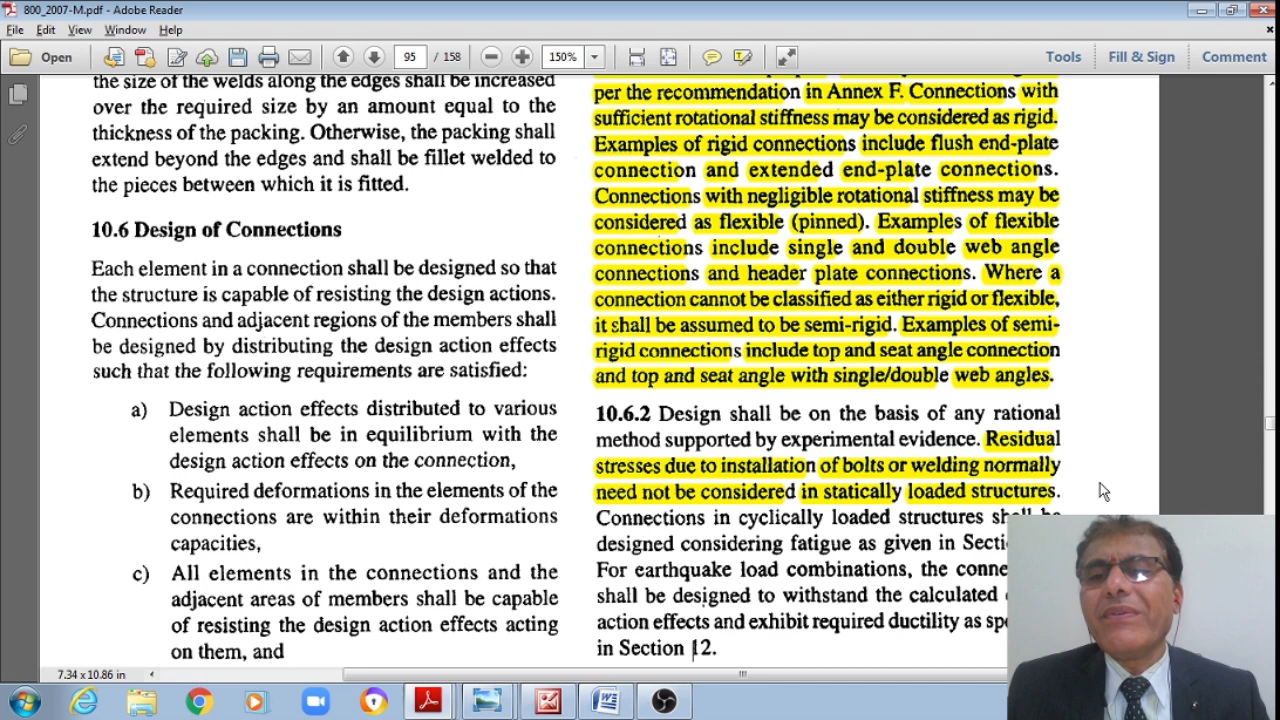 800_2007-M.pdf - Adobe Reader
File Edit View Window Help
Open 95 / 158 150% Tools Fill & Sign Comment
the size of the welds along the edges shall be increased
over the required size by an amount equal to the
thickness of the packing. Otherwise, the packing shall
extend beyond the edges and shall be fillet welded to
the pieces between which it is fitted.
10.6 Design of Connections
Each element in a connection shall be designed so that
the structure is capable of resisting the design actions.
Connections and adjacent regions of the members shall
be designed by distributing the design action effects
such that the following requirements are satisfied:
a) Design action effects distributed to various
elements shall be in equilibrium with the
design action effects on the connection,
b) Required deformations in the elements of the
connections are within their deformations
capacities,
c) All elements in the connections and the
adjacent areas of members shall be capable
of resisting the design action effects acting
on them, and
per the recommendation in Annex F. Connections with
sufficient rotational stiffness may be considered as rigid.
Examples of rigid connections include flush end-plate
connection and extended end-plate connections.
Connections with negligible rotational stiffness may be
considered as flexible (pinned). Examples of flexible
connections include single and double web angle
connections and header plate connections. Where a
connection cannot be classified as either rigid or flexible,
it shall be assumed to be semi-rigid. Examples of semi-
rigid connections include top and seat angle connection
and top and seat angle with single/double web angles.
10.6.2 Design shall be on the basis of any rational
method supported by experimental evidence. Residual
stresses due to installation of bolts or welding normally
need not be considered in statically loaded structures.
Connections in cyclically loaded structures shall be
designed considering fatigue as given in Secti
For earthquake load combinations, the conne
shall be designed to withstand the calculated
action effects and exhibit required ductility as sp
in Section 12.
7.34 x 10.86 in